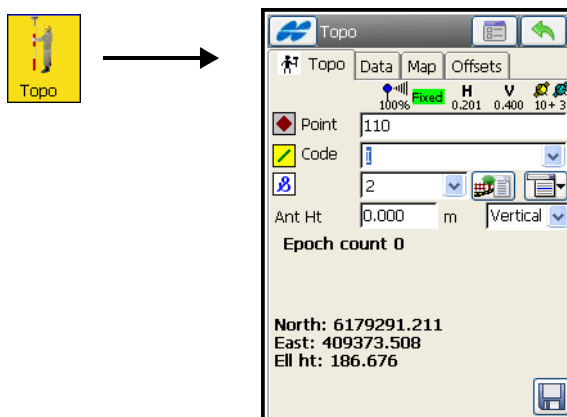 Topo
Topo
Topo Data Map Offsets
100% Fixed H 0.201 V 0.400 10+3
Point 110
Code
2
Ant Ht 0.000 m Vertical
Epoch count 0
North: 6179291.211
East: 409373.508
Ell ht: 186.676